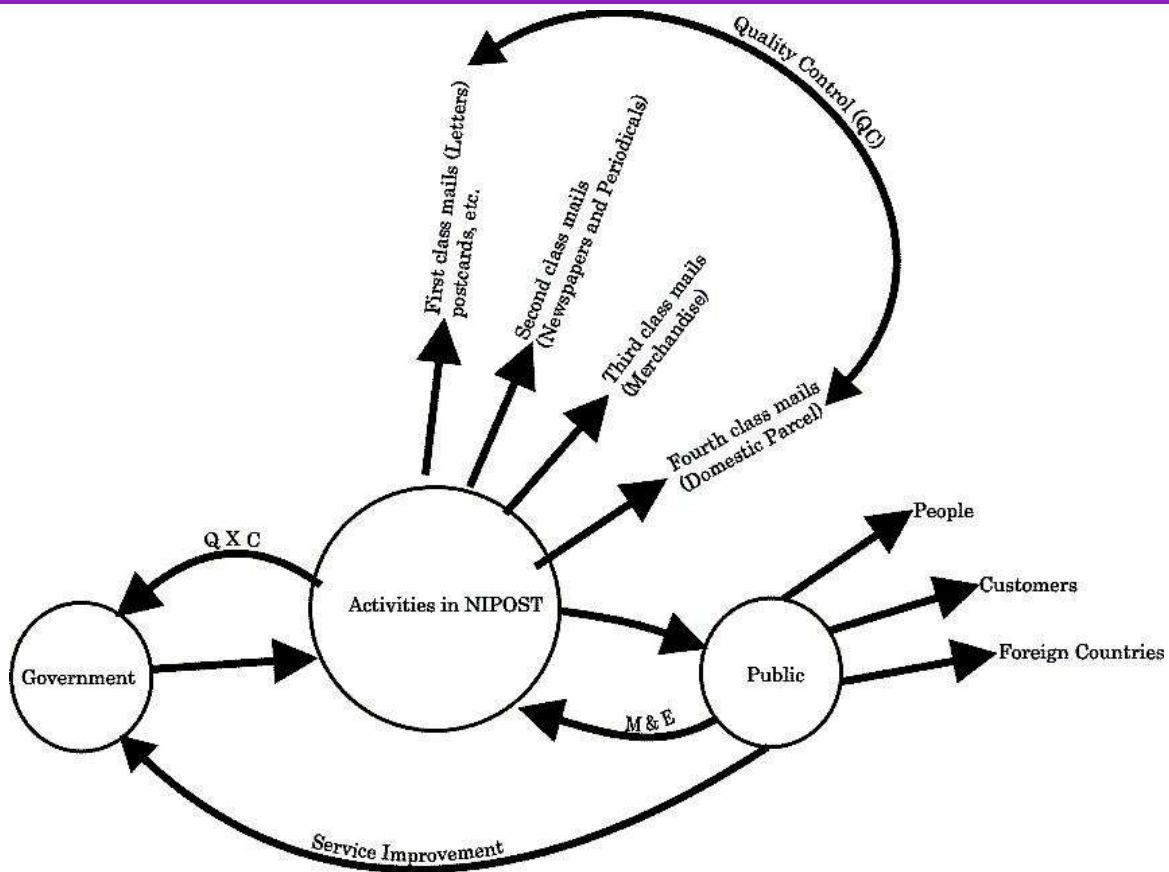 Quality Control (QC)
First class mails (Letters)
postcards, etc.
Second class mails
(Newspapers and Periodicals)
Third class mails
(Merchandise)
Fourth class mails
(Domestic Parcel)
People
Customers
Foreign Countries
Q X C
Activities in NIPOST
Government
Public
M & E
Service Improvement